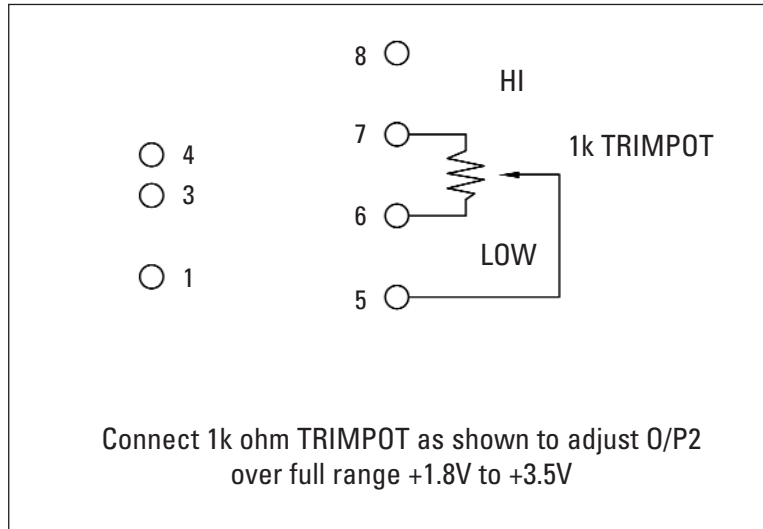 8
HI
7
1k TRIMPOT
4
3
6
LOW
1
5
Connect 1k ohm TRIMPOT as shown to adjust O/P2
over full range +1.8V to +3.5V